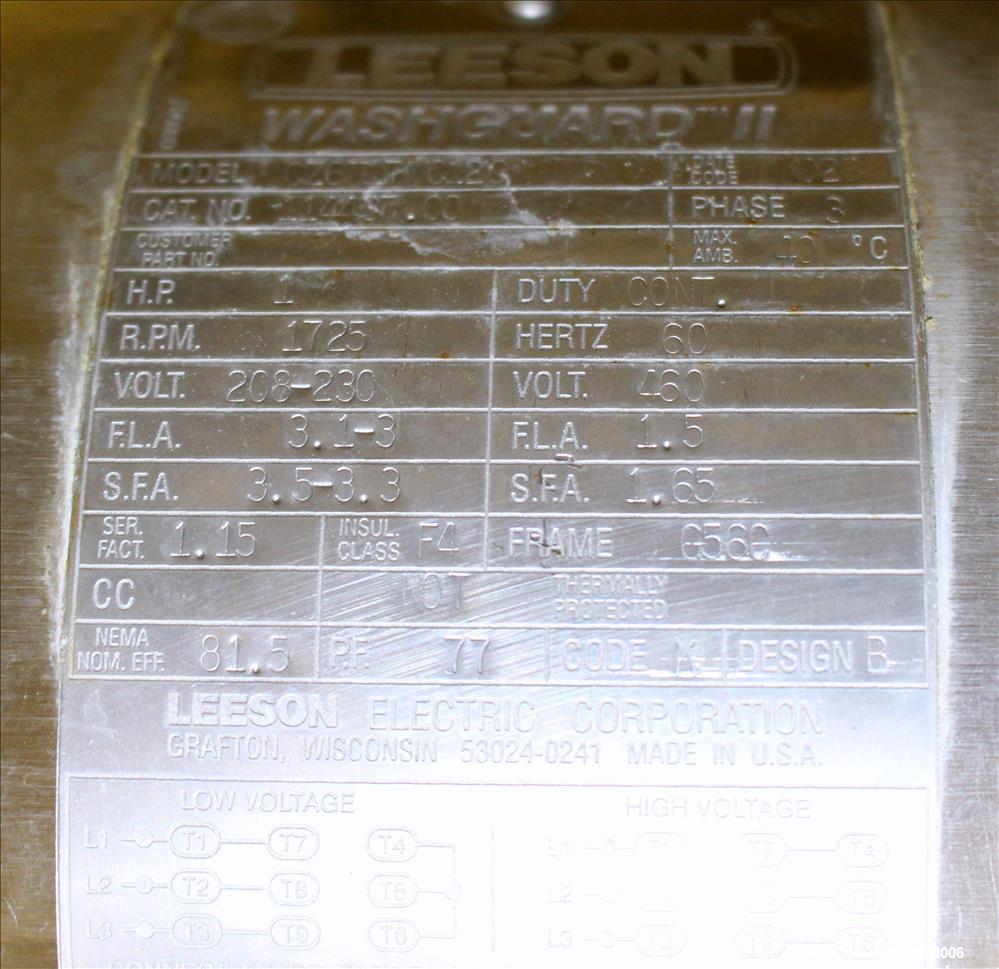 LEESON
WASHGUARD™ II
MODEL DATE CODE
CAT. NO. PHASE 3
CUSTOMER PART NO. MAX. AMB. 40 °C
H.P. 1 DUTY CONT.
R.P.M. 1725 HERTZ 60
VOLT. 208-230 VOLT. 460
F.L.A. 3.1-3 F.L.A. 1.5
S.F.A. 3.5-3.3 S.F.A. 1.65
SER. FACT. 1.15 INSUL. CLASS F4 FRAME G56C
CC NOT THERMALLY PROTECTED
NEMA NOM. EFF. 81.5 P.F. 77 CODE DESIGN B
LEESON ELECTRIC CORPORATION
GRAFTON, WISCONSIN 53024-0241 MADE IN U.S.A.
LOW VOLTAGE HIGH VOLTAGE
L1 T1 T7 T4 L1 T7 T4
L2 T2 T8 T5 L2 T5
L3 T3 T9 T6 L3 T3 T9 T6